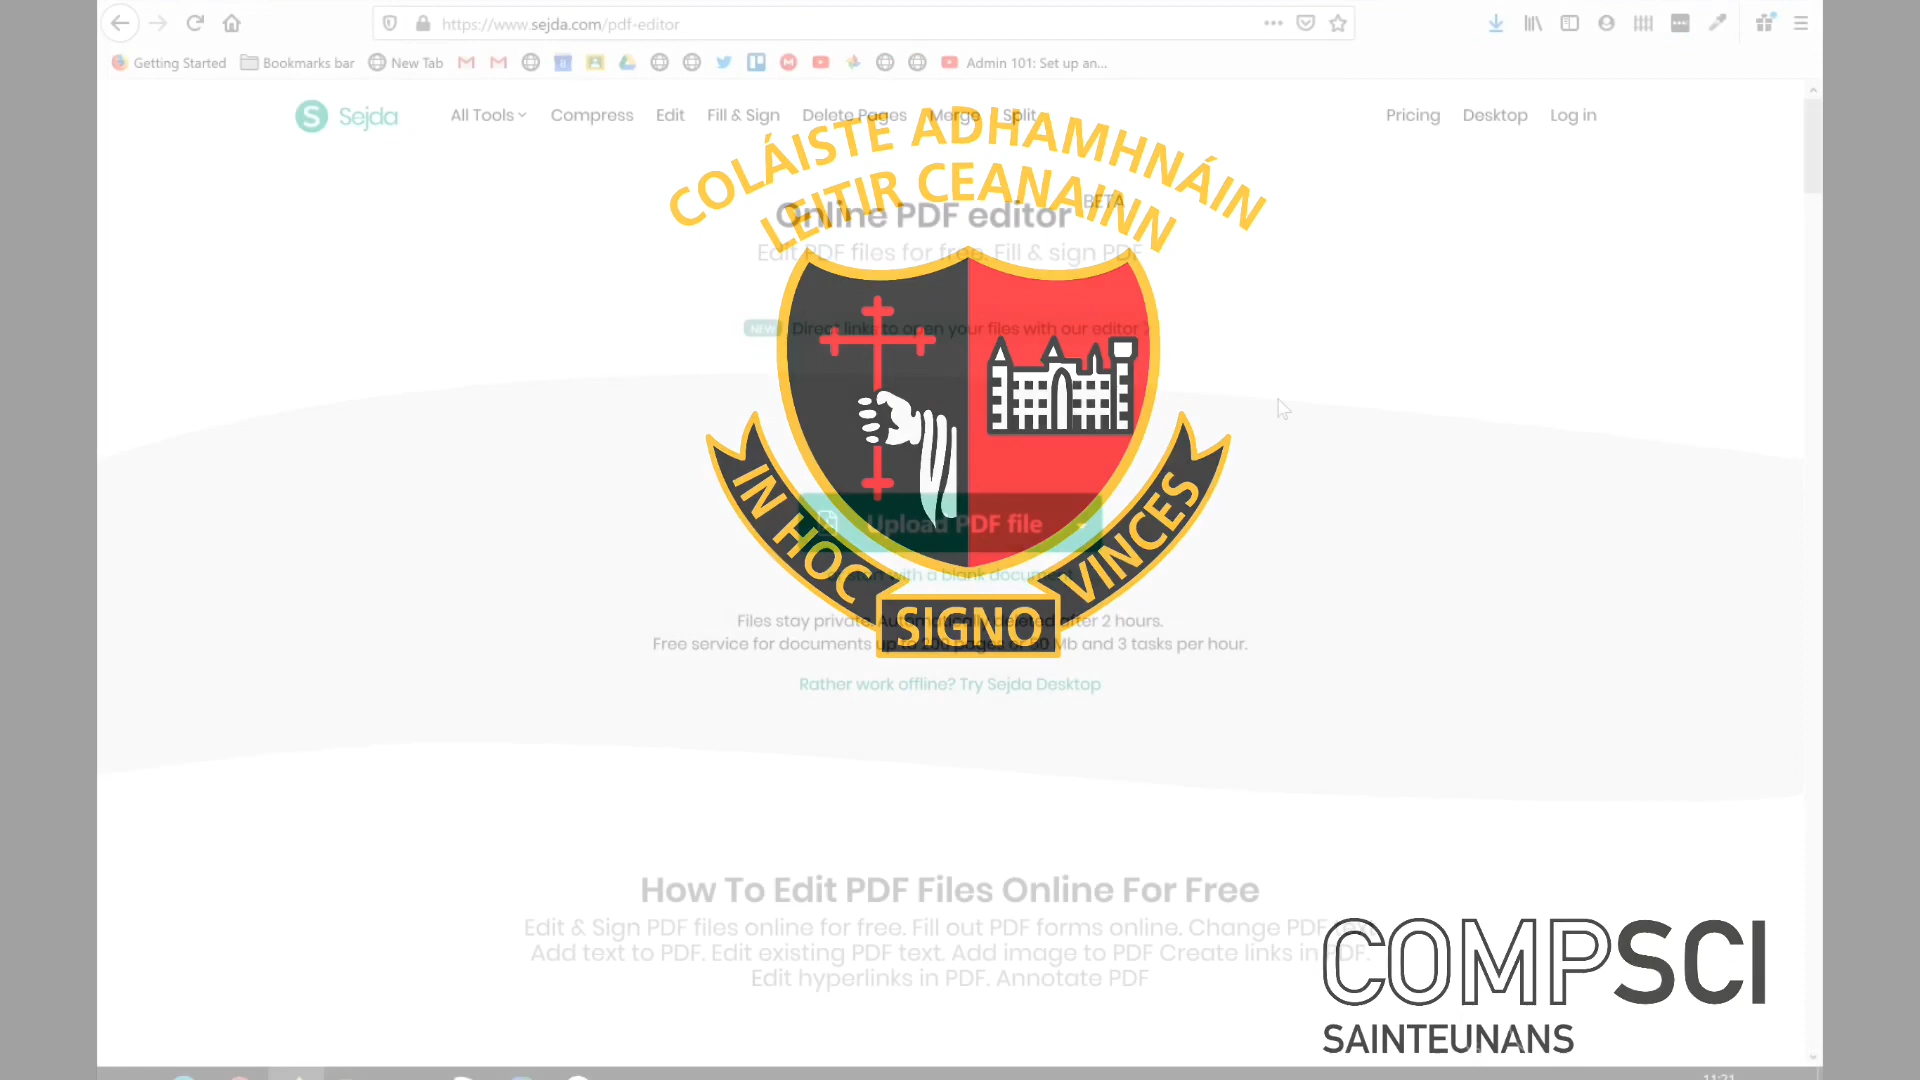 https://www.sejda.com/pdf-editor
Getting Started
Bookmarks bar
New Tab
Admin 101: Set up an...
Sejda
All Tools
Compress
Edit
Fill & Sign
Delete Pages
Merge
Split
Pricing
Desktop
Log in
COLÁISTE ADHAMHNÁIN
LEITIR CEANAINN
Online PDF editor BETA
Edit PDF files for free. Fill & sign PDF
NEW Direct links to open your files with our editor
Upload PDF file
start with a blank document
IN HOC
SIGNO
VINCES
Files stay private. Automatically deleted after 2 hours.
Free service for documents up to 200 pages or 50 Mb and 3 tasks per hour.
Rather work offline? Try Sejda Desktop
How To Edit PDF Files Online For Free
Edit & Sign PDF files online for free. Fill out PDF forms online. Change PDF text
Add text to PDF. Edit existing PDF text. Add image to PDF Create links in PDF.
Edit hyperlinks in PDF. Annotate PDF
COMPSCI
SAINTEUNANS